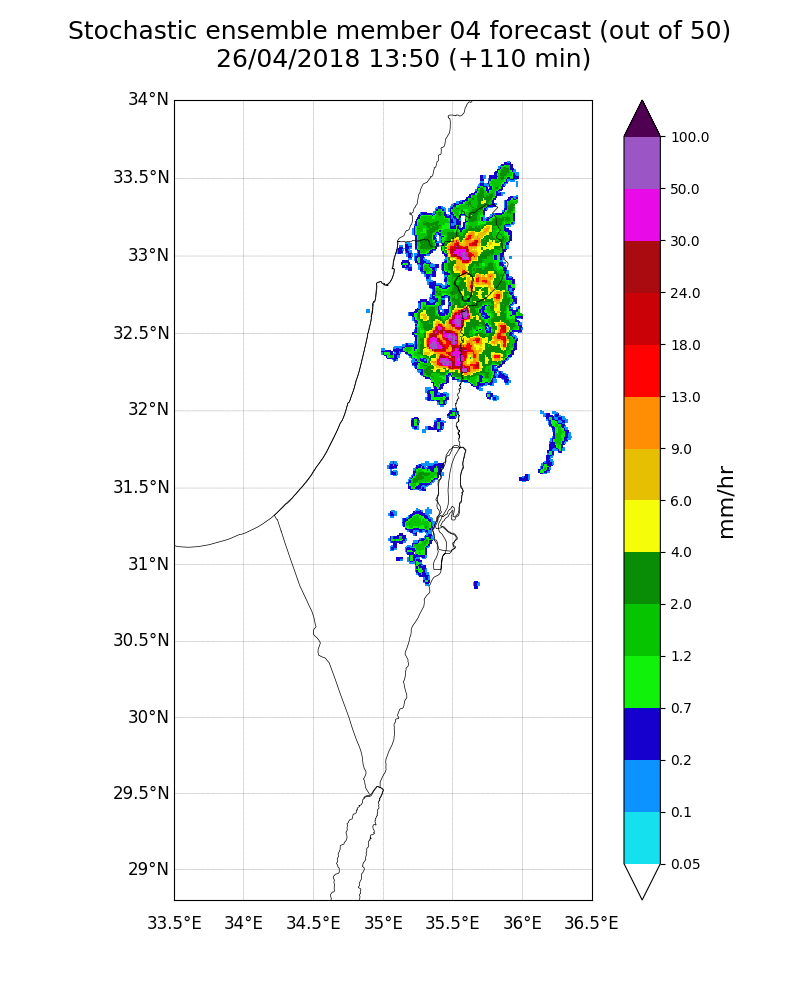 Stochastic ensemble member 04 forecast (out of 50)
26/04/2018 13:50 (+110 min)
34°N
33.5°N
33°N
32.5°N
32°N
31.5°N
31°N
30.5°N
30°N
29.5°N
29°N
33.5°E
34°E
34.5°E
35°E
35.5°E
36°E
36.5°E
100.0
50.0
30.0
24.0
18.0
13.0
9.0
6.0
4.0
2.0
1.2
0.7
0.2
0.1
0.05
mm/hr